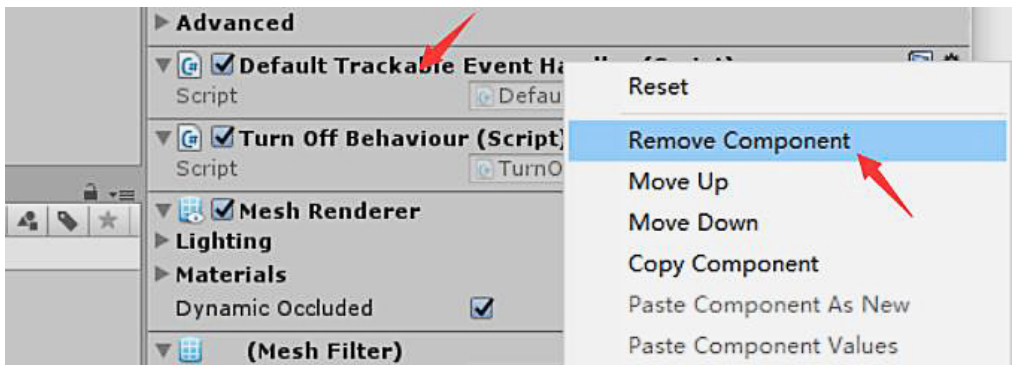 Advanced
Default Trackable Event Ha
Script Defau
Turn Off Behaviour (Script)
Script TurnO
Mesh Renderer
Lighting
Materials
Dynamic Occluded
(Mesh Filter)
Reset
Remove Component
Move Up
Move Down
Copy Component
Paste Component As New
Paste Component Values